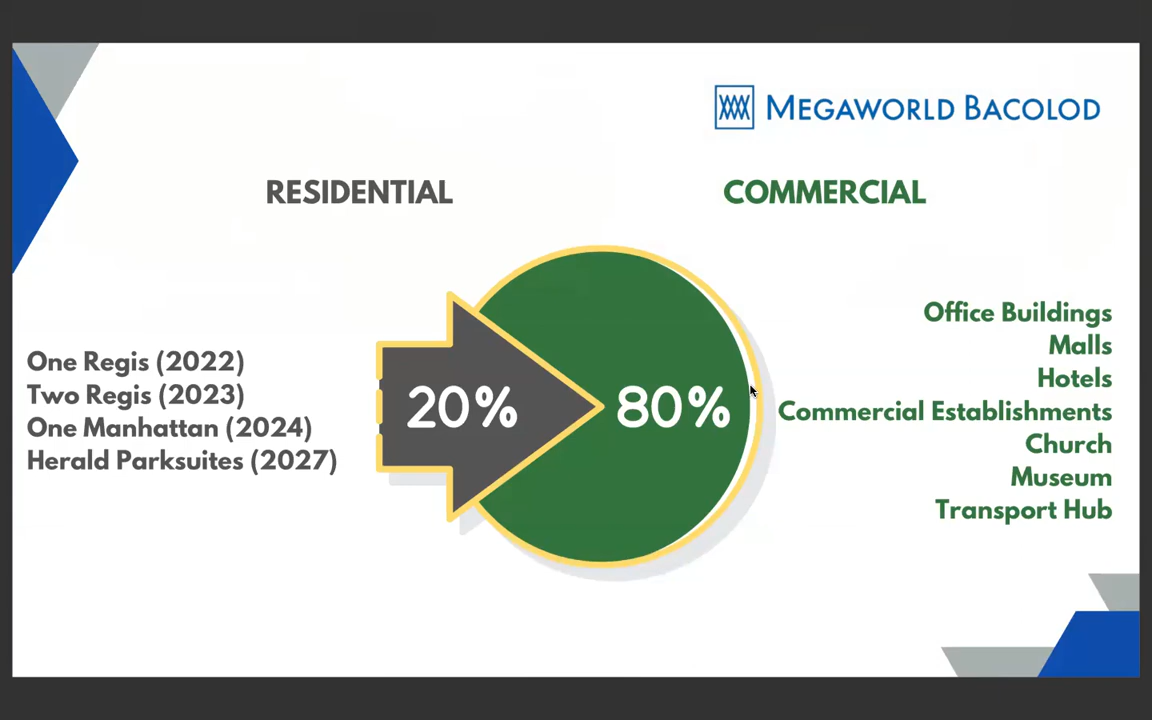 MEGAWORLD BACOLOD
RESIDENTIAL
COMMERCIAL
One Regis (2022)
Two Regis (2023)
One Manhattan (2024)
Herald Parksuites (2027)
20%
80%
Office Buildings
Malls
Hotels
Commercial Establishments
Church
Museum
Transport Hub